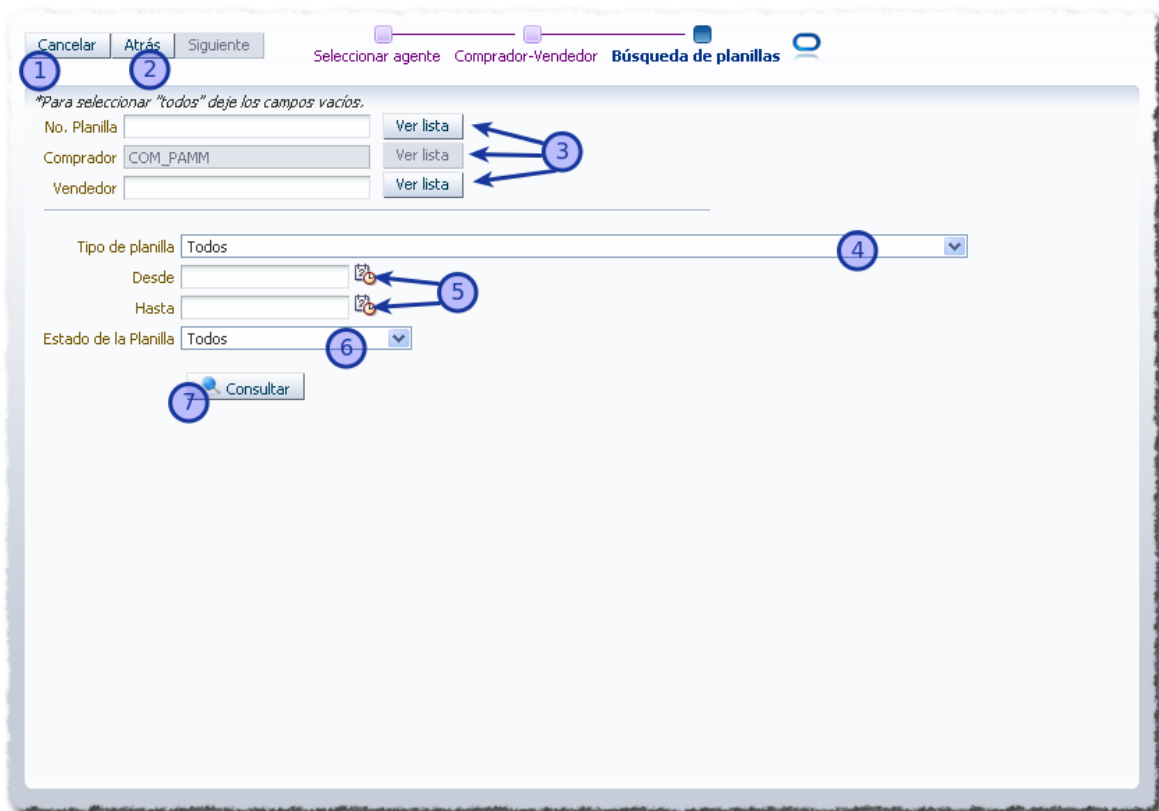 Cancelar Atrás Siguiente
1 2
Seleccionar agente Comprador-Vendedor Búsqueda de planillas
*Para seleccionar "todos" deje los campos vacíos.
No. Planilla Ver lista
Comprador COM_PAMM Ver lista 3
Vendedor Ver lista
Tipo de planilla Todos 4
Desde
5
Hasta
Estado de la Planilla Todos 6
7 Consultar